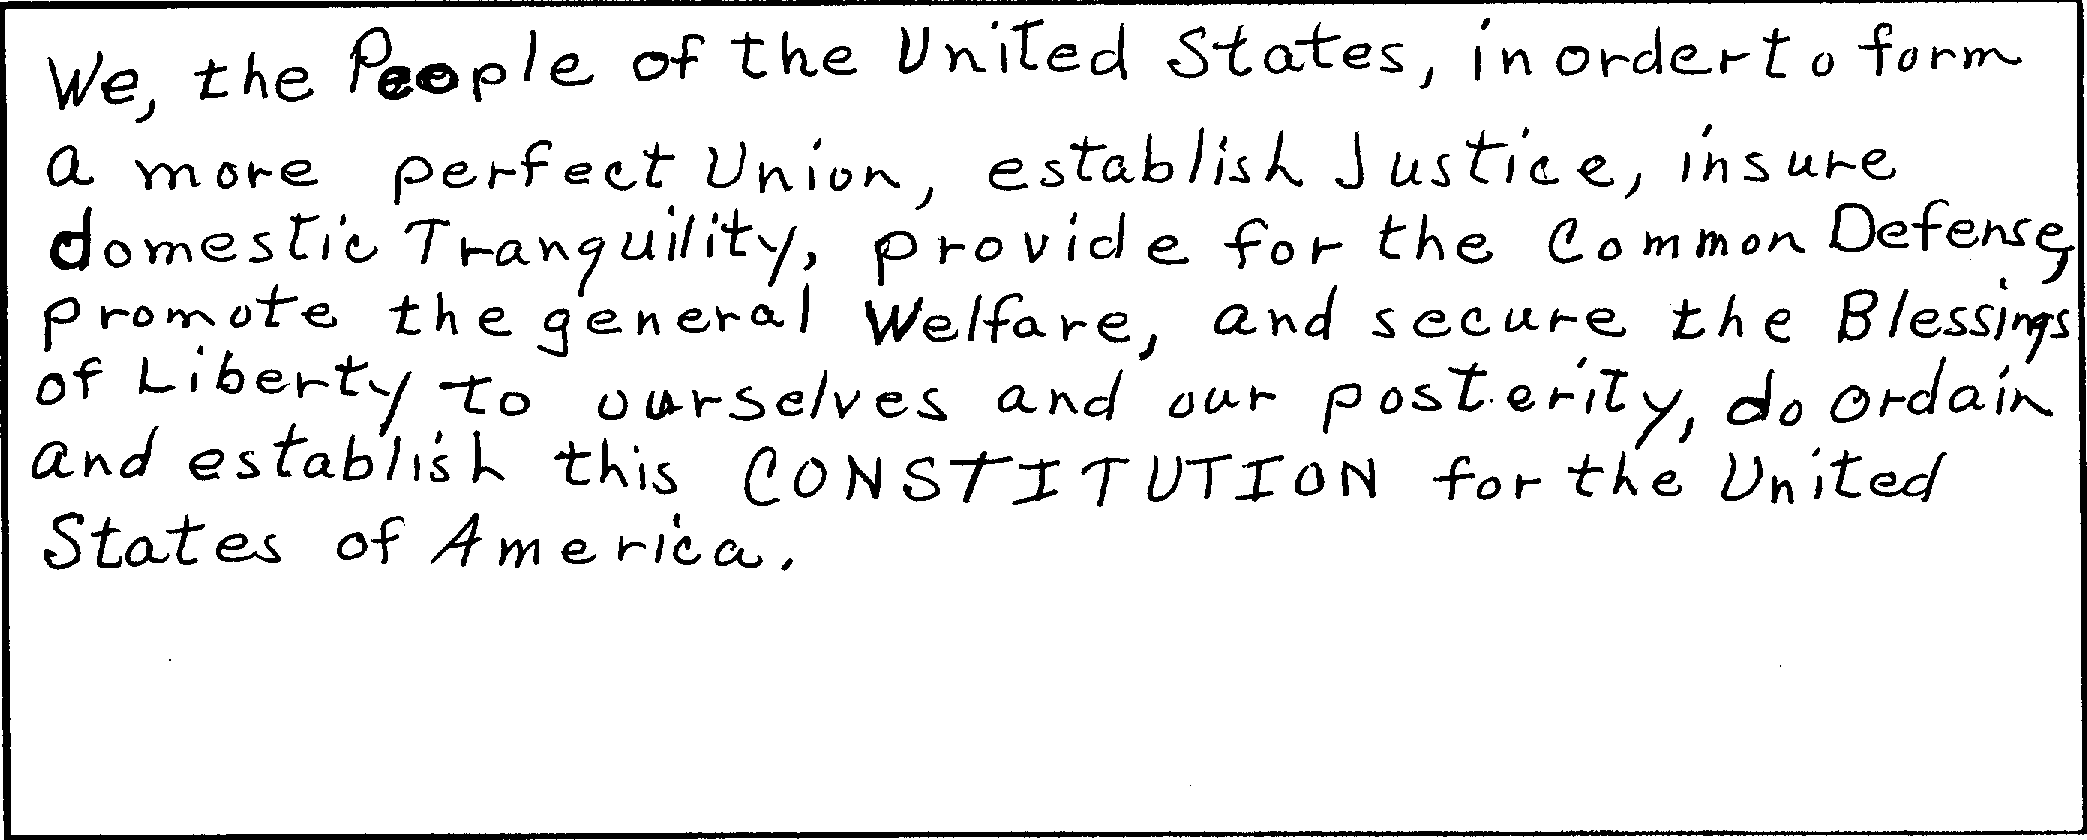 We, the People of the United States, in order to form
a more perfect Union, establish Justice, insure
domestic Tranquility, provide for the Common Defense,
promote the general Welfare, and secure the Blessings
of Liberty to ourselves and our posterity, do ordain
and establish this CONSTITUTION for the United
States of America.